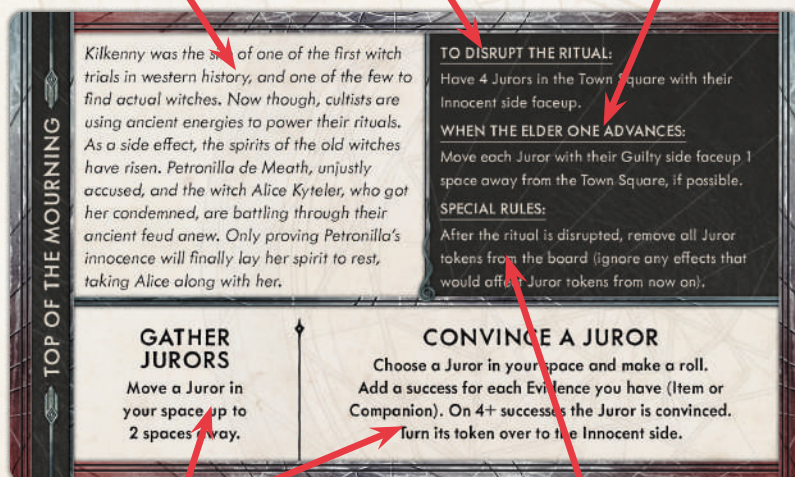 TOP OF THE MOURNING
Kilkenny was the of one of the first witch
trials in western history, and one of the few to
find actual witches. Now though, cultists are
using ancient energies to power their rituals.
As a side effect, the spirits of the old witches
have risen. Petronilla de Meath, unjustly
accused, and the witch Alice Kyteler, who got
her condemned, are battling through their
ancient feud anew. Only proving Petronilla's
innocence will finally lay her spirit to rest,
taking Alice along with her.
TO DISRUPT THE RITUAL:
Have 4 Jurors in the Town Square with their
Innocent side faceup.
WHEN THE ELDER ONE ADVANCES:
Move each Juror with their Guilty side faceup 1
space away from the Town Square, if possible.
SPECIAL RULES:
After the ritual is disrupted, remove all Juror
tokens from the board (ignore any effects that
would affect Juror tokens from now on).
GATHER
JURORS
Move a Juror in
your space up to
2 spaces away.
CONVINCE A JUROR
Choose a Juror in your space and make a roll.
Add a success for each Evidence you have (Item or
Companion). On 4+ successes the Juror is convinced.
Turn its token over to the Innocent side.